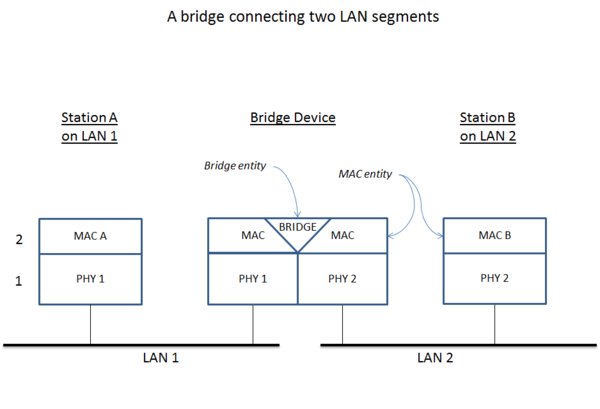 A bridge connecting two LAN segments
Station A
on LAN 1
Bridge Device
Station B
on LAN 2
Bridge entity
MAC entity
2
MAC A
MAC
BRIDGE
MAC
MAC B
1
PHY 1
PHY 1
PHY 2
PHY 2
LAN 1
LAN 2